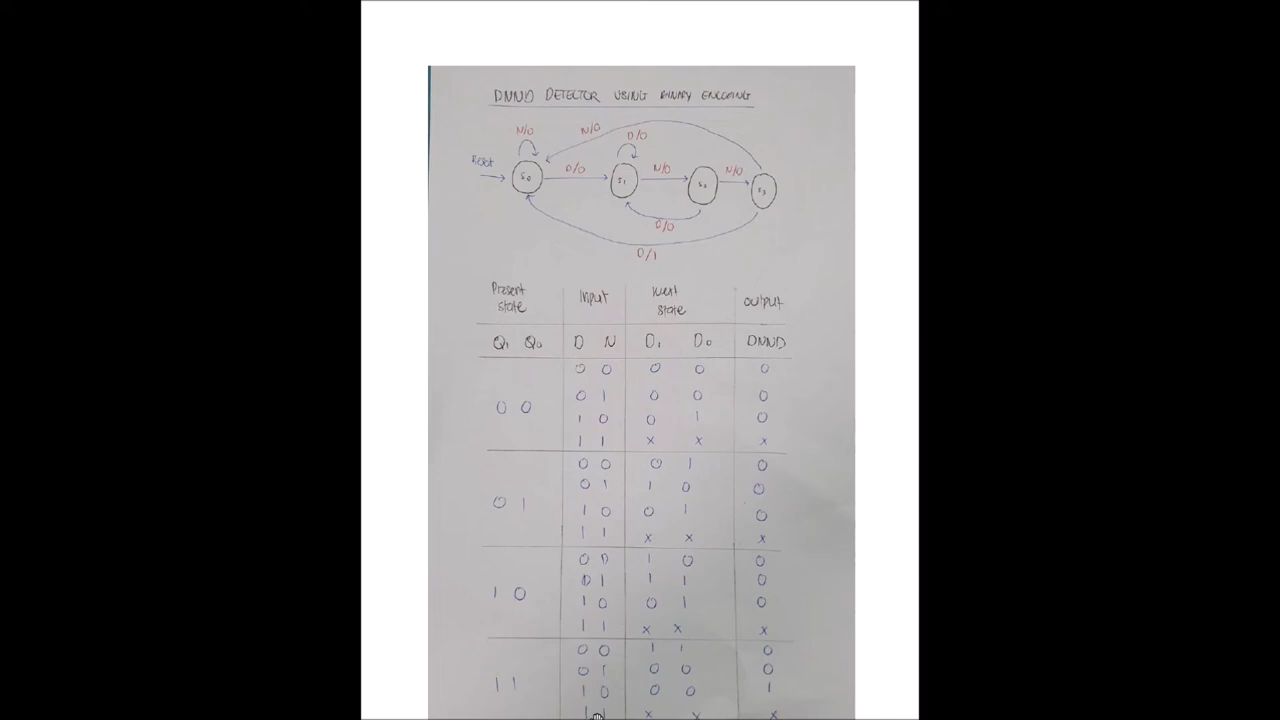 DNND DETECTOR USING BINARY ENCODING
N/0 N/0 D/0
Reset S0 D/0 S1 N/0 S2 N/0 S3
D/0
D/1
Present state Input Next state Output
Q1 Q0 D N D1 D0 DNND
0 0 0 0 0
0 1 0 0 0
0 0
1 0 0 1 0
1 1 x x x
0 0 0 1 0
0 1 1 0 0
0 1
1 0 0 1 0
1 1 x x x
0 0 1 0 0
0 1 1 1 0
1 0
1 0 0 1 0
1 1 x x x
0 0 1 1 0
0 1 0 0 0
1 1
1 0 0 0 1
1 1 x x x